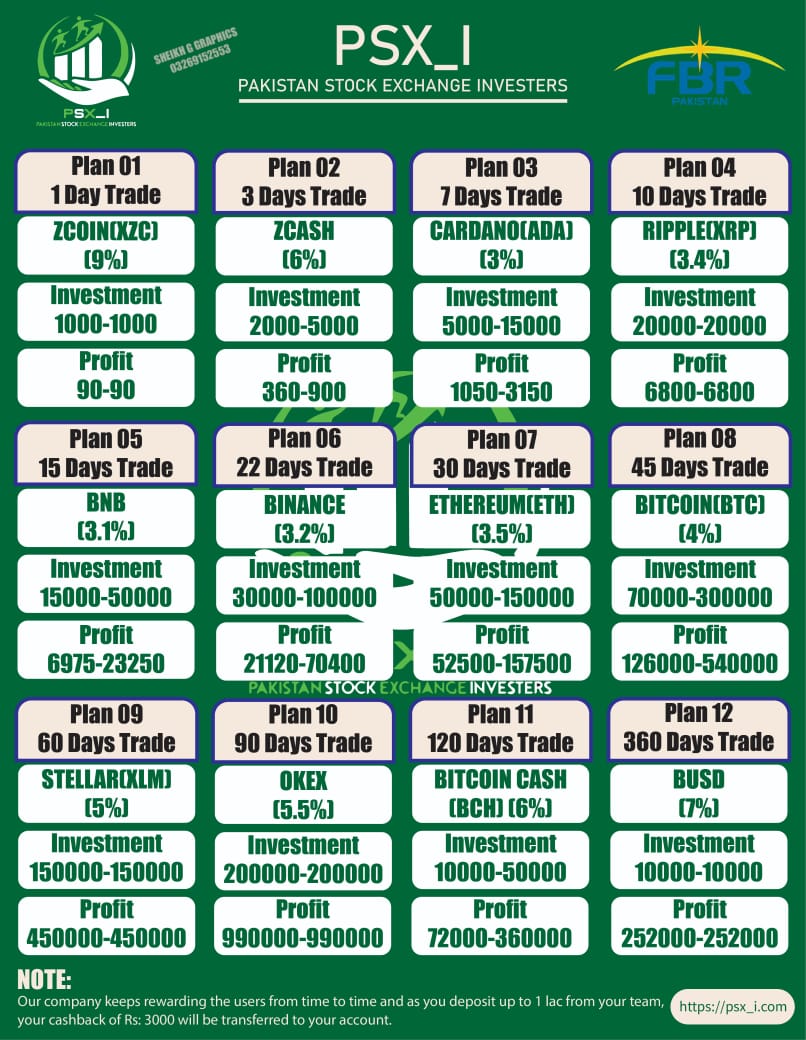 PSX_I
PAKISTAN STOCK EXCHANGE INVESTERS
SHEIKH G GRAPHICS
03269152553
PSX_I
PAKISTAN STOCK EXCHANGE INVESTERS
FBR
PAKISTAN
Plan 01
1 Day Trade
ZCOIN(XZC)
(9%)
Investment
1000-1000
Profit
90-90
Plan 02
3 Days Trade
ZCASH
(6%)
Investment
2000-5000
Profit
360-900
Plan 03
7 Days Trade
CARDANO(ADA)
(3%)
Investment
5000-15000
Profit
1050-3150
Plan 04
10 Days Trade
RIPPLE(XRP)
(3.4%)
Investment
20000-20000
Profit
6800-6800
Plan 05
15 Days Trade
BNB
(3.1%)
Investment
15000-50000
Profit
6975-23250
Plan 06
22 Days Trade
BINANCE
(3.2%)
Investment
30000-100000
Profit
21120-70400
Plan 07
30 Days Trade
ETHEREUM(ETH)
(3.5%)
Investment
50000-150000
Profit
52500-157500
Plan 08
45 Days Trade
BITCOIN(BTC)
(4%)
Investment
70000-300000
Profit
126000-540000
PAKISTAN STOCK EXCHANGE INVESTERS
Plan 09
60 Days Trade
STELLAR(XLM)
(5%)
Investment
150000-150000
Profit
450000-450000
Plan 10
90 Days Trade
OKEX
(5.5%)
Investment
200000-200000
Profit
990000-990000
Plan 11
120 Days Trade
BITCOIN CASH
(BCH) (6%)
Investment
10000-50000
Profit
72000-360000
Plan 12
360 Days Trade
BUSD
(7%)
Investment
10000-10000
Profit
252000-252000
NOTE:
Our company keeps rewarding the users from time to time and as you deposit up to 1 lac from your team,
your cashback of Rs: 3000 will be transferred to your account.
https://psx_i.com